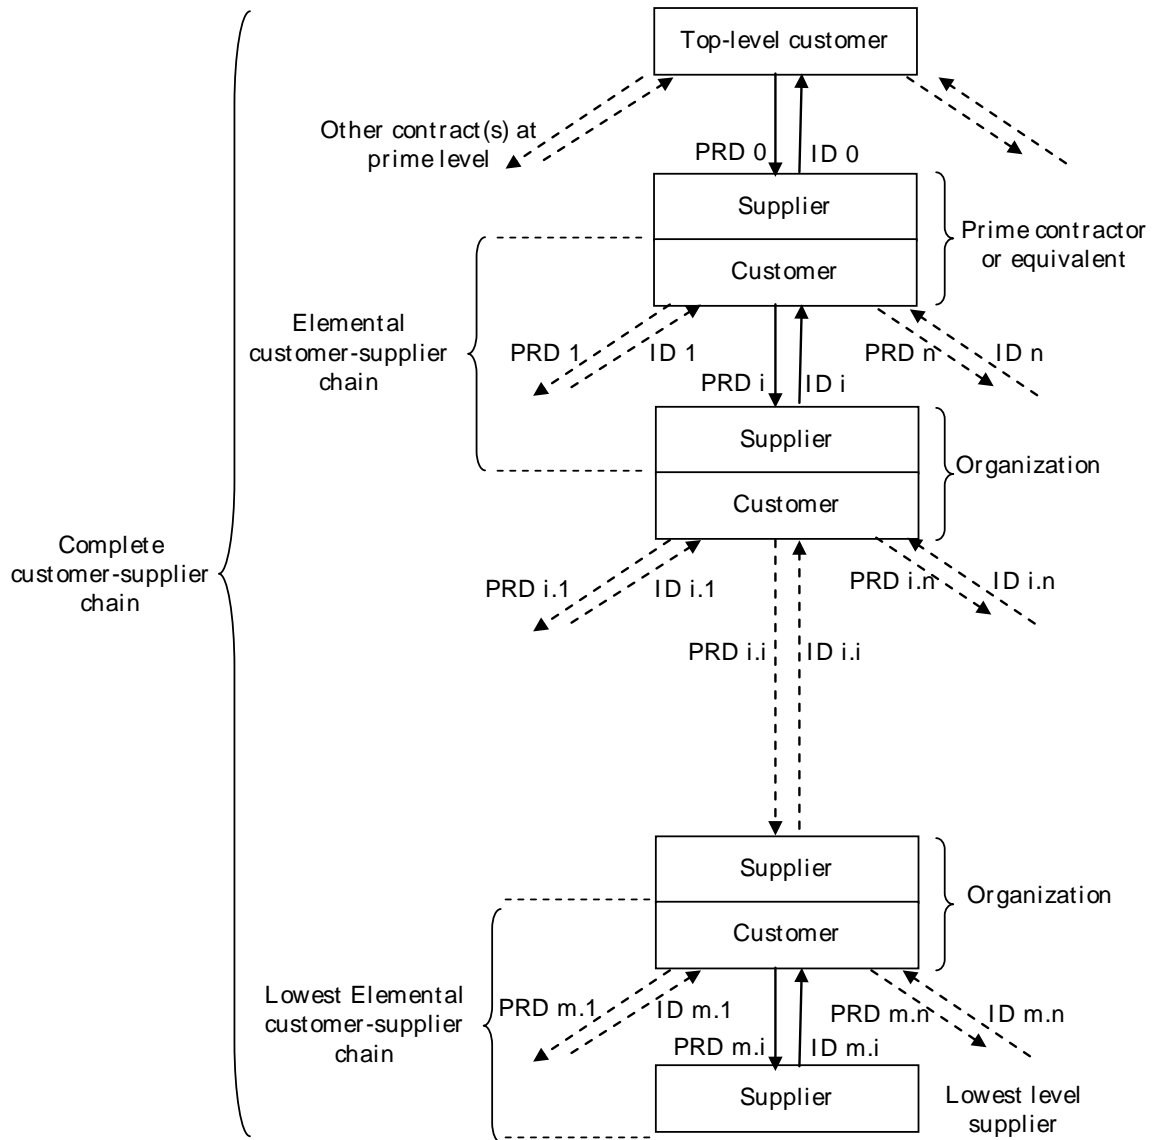 Top-level customer
Other contract(s) at
prime level
PRD 0
ID 0
Supplier
Customer
Prime contractor
or equivalent
Elemental
customer-supplier
chain
PRD 1
ID 1
PRD i
ID i
PRD n
ID n
Supplier
Customer
Organization
Complete
customer-supplier
chain
PRD i.1
ID i.1
PRD i.i
ID i.i
PRD i.n
ID i.n
Supplier
Customer
Organization
Lowest Elemental
customer-supplier
chain
PRD m.1
ID m.1
PRD m.i
ID m.i
PRD m.n
ID m.n
Supplier
Lowest level
supplier